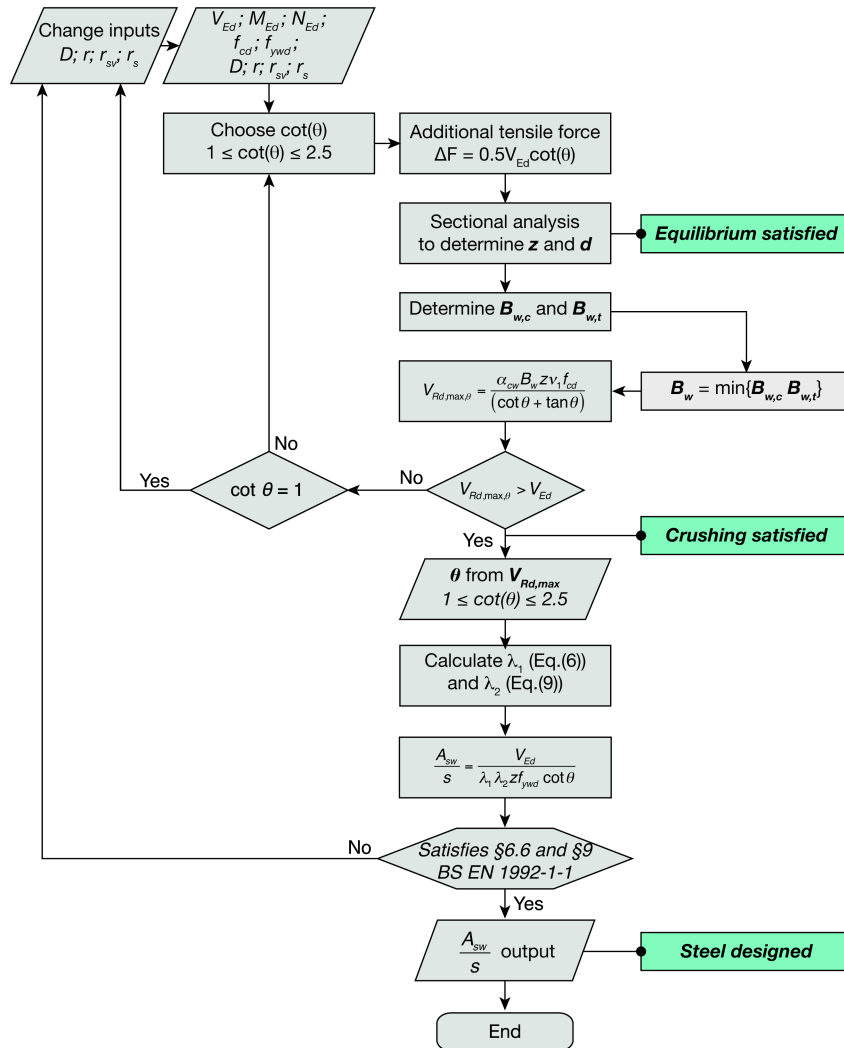 Change inputs
D; r; r_sv; r_s
V_Ed; M_Ed; N_Ed;
f_cd; f_ywd;
D; r; r_sv; r_s
Choose cot(θ)
1 ≤ cot(θ) ≤ 2.5
Additional tensile force
ΔF = 0.5V_Ed cot(θ)
Sectional analysis
to determine z and d
Equilibrium satisfied
Determine B_w,c and B_w,t
V_Rd,max,θ = α_cw B_w z ν_1 f_cd / (cot θ + tan θ)
B_w = min{B_w,c B_w,t}
No
Yes
cot θ = 1
No
V_Rd,max,θ > V_Ed
Yes
Crushing satisfied
θ from V_Rd,max
1 ≤ cot(θ) ≤ 2.5
Calculate λ_1 (Eq.(6))
and λ_2 (Eq.(9))
A_sw / s = V_Ed / λ_1 λ_2 z f_ywd cot θ
No
Satisfies §6.6 and §9
BS EN 1992-1-1
Yes
A_sw / s output
Steel designed
End